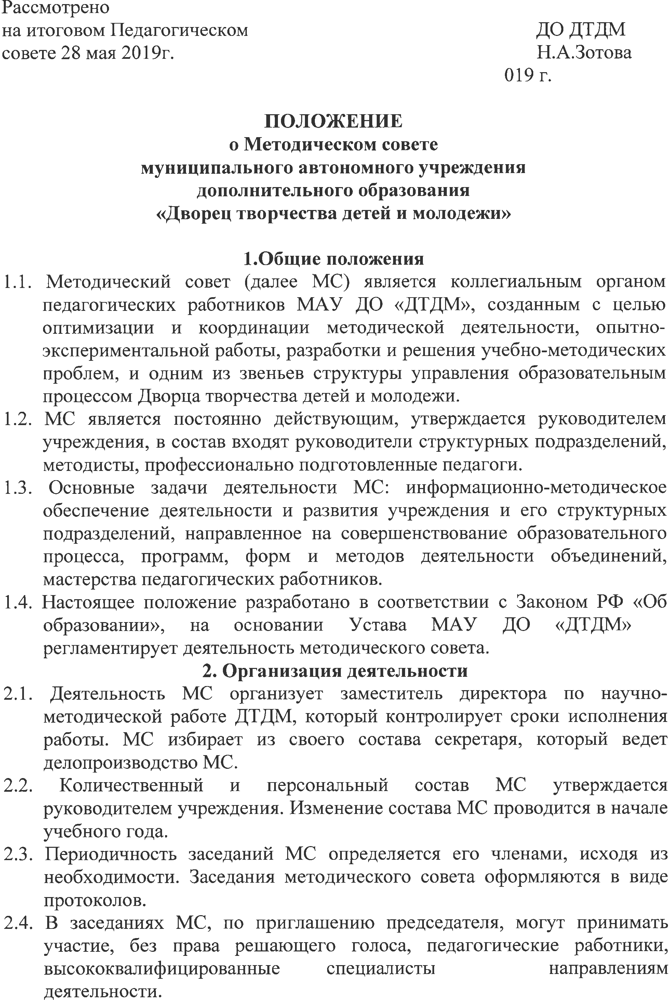 Рассмотрено
на итоговом Педагогическом
ДО ДТДМ
совете 28 мая 2019г.
Н.А.Зотова
019 г.
ПОЛОЖЕНИЕ
о Методическом совете
муниципального автономного учреждения
дополнительного образования
«Дворец творчества детей и молодежи»
1.Общие положения
1.1. Методический совет (далее МС) является коллегиальным органом
педагогических работников МАУ ДО «ДТДМ», созданным с целью
оптимизации и координации методической деятельности, опытно-
экспериментальной работы, разработки и решения учебно-методических
проблем, и одним из звеньев структуры управления образовательным
процессом Дворца творчества детей и молодежи.
1.2. МС является постоянно действующим, утверждается руководителем
учреждения, в состав входят руководители структурных подразделений,
методисты, профессионально подготовленные педагоги.
1.3. Основные задачи деятельности МС: информационно-методическое
обеспечение деятельности и развития учреждения и его структурных
подразделений, направленное на совершенствование образовательного
процесса, программ, форм и методов деятельности объединений,
мастерства педагогических работников.
1.4. Настоящее положение разработано в соответствии с Законом РФ «Об
образовании», на основании Устава МАУ ДО «ДТДМ»
регламентирует деятельность методического совета.
2. Организация деятельности
2.1. Деятельность МС организует заместитель директора по научно-
методической работе ДТДМ, который контролирует сроки исполнения
работы. МС избирает из своего состава секретаря, который ведет
делопроизводство МС.
2.2. Количественный и персональный состав МС утверждается
руководителем учреждения. Изменение состава МС проводится в начале
учебного года.
2.3. Периодичность заседаний МС определяется его членами, исходя из
необходимости. Заседания методического совета оформляются в виде
протоколов.
2.4. В заседаниях МС, по приглашению председателя, могут принимать
участие, без права решающего голоса, педагогические работники,
высококвалифицированные специалисты направлениям
деятельности.